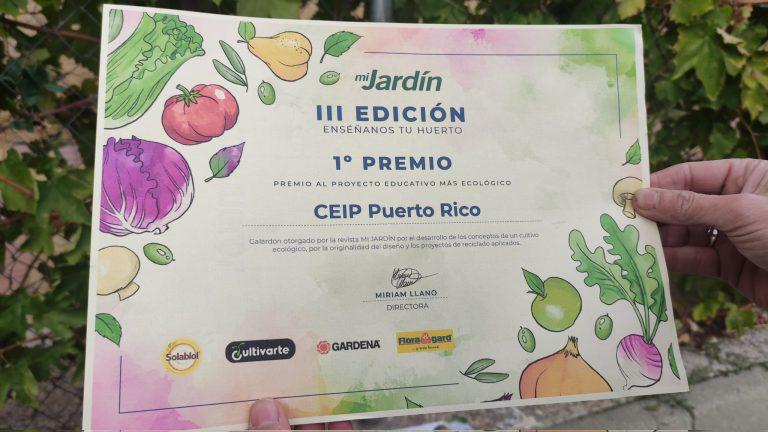 mi Jardín
III EDICIÓN
ENSÉÑANOS TU HUERTO
1º PREMIO
PREMIO AL PROYECTO EDUCATIVO MÁS ECOLÓGICO
CEIP Puerto Rico
Galardón otorgado por la revista MI JARDÍN por el desarrollo de los conceptos de un cultivo
ecológico, por la originalidad del diseño y los proyectos de reciclado aplicados.
MIRIAM LLANO
DIRECTORA
Solabiol Cultivarte GARDENA Floragard